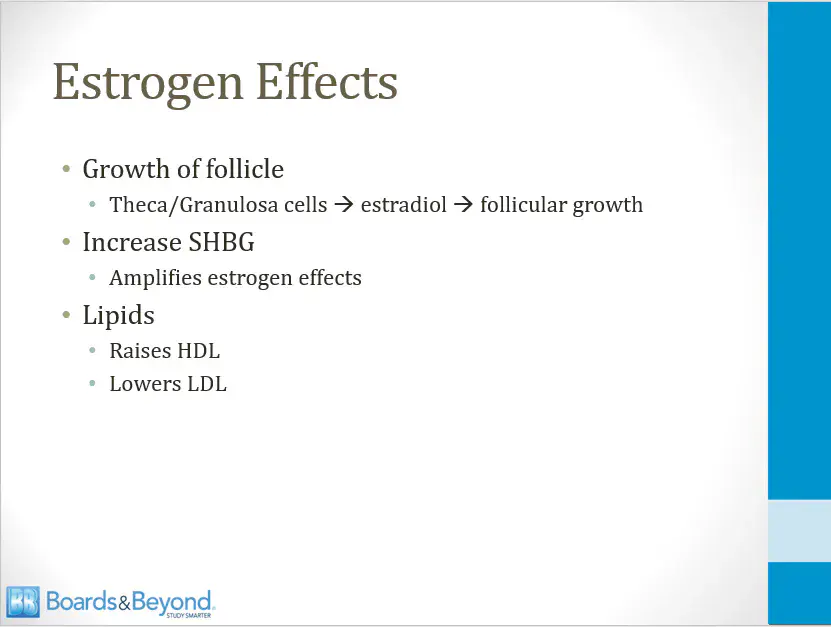 Estrogen Effects
• Growth of follicle
• Theca/Granulosa cells → estradiol → follicular growth
• Increase SHBG
• Amplifies estrogen effects
• Lipids
• Raises HDL
• Lowers LDL
BB Boards&Beyond.
STUDY SMARTER